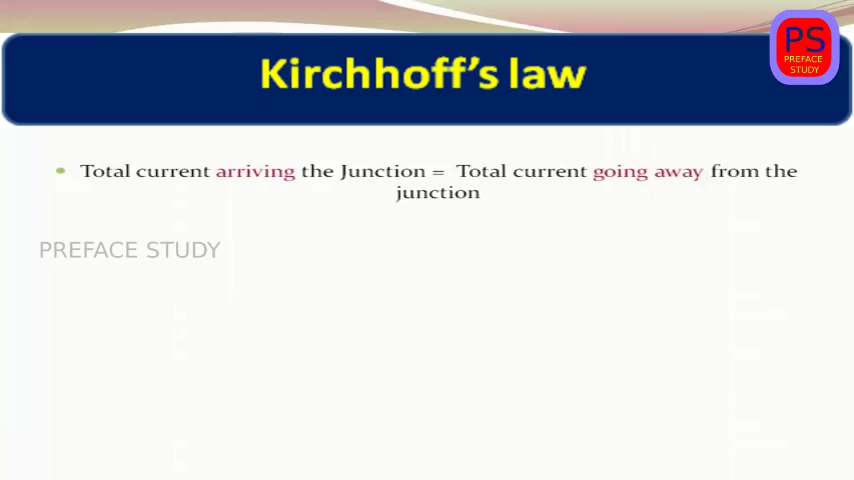 PS
PREFACE
STUDY
Kirchhoff’s law
Total current arriving the Junction = Total current going away from the
junction
PREFACE STUDY